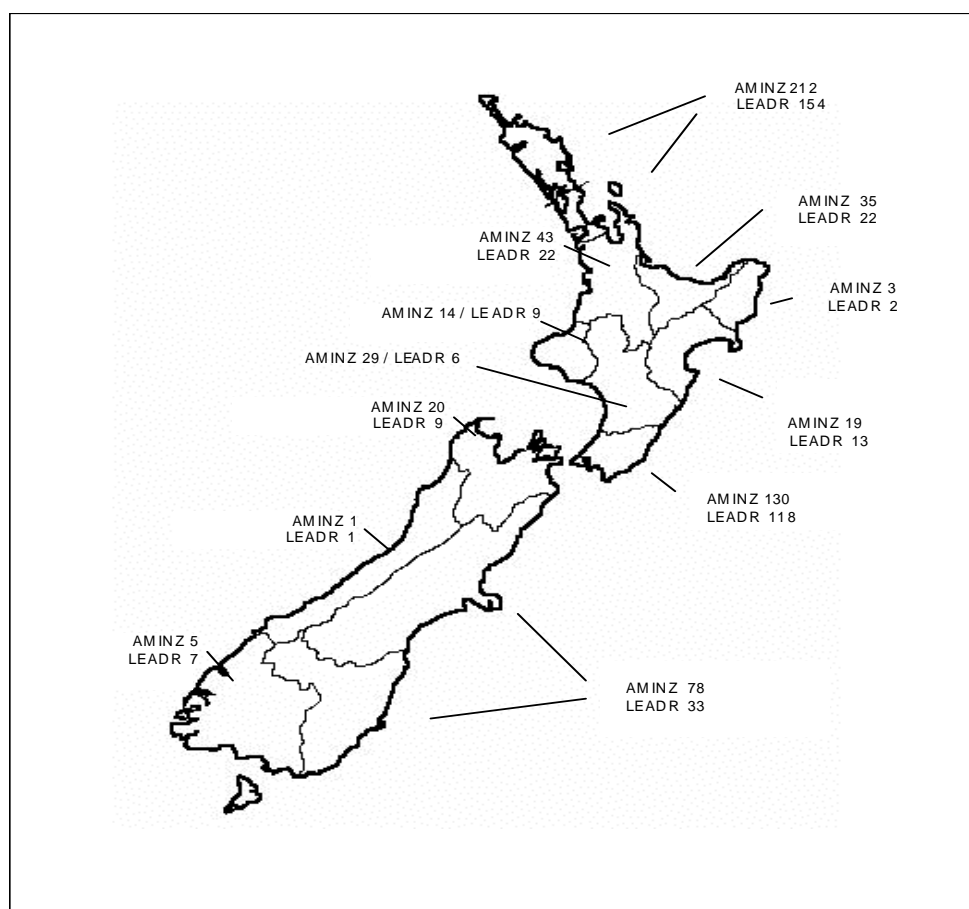 AMINZ 212
LEADR 154
AMINZ 35
LEADR 22
AMINZ 43
LEADR 22
AMINZ 3
LEADR 2
AMINZ 14 / LEADR 9
AMINZ 29 / LEADR 6
AMINZ 20
LEADR 9
AMINZ 19
LEADR 13
AMINZ 130
LEADR 118
AMINZ 1
LEADR 1
AMINZ 5
LEADR 7
AMINZ 78
LEADR 33